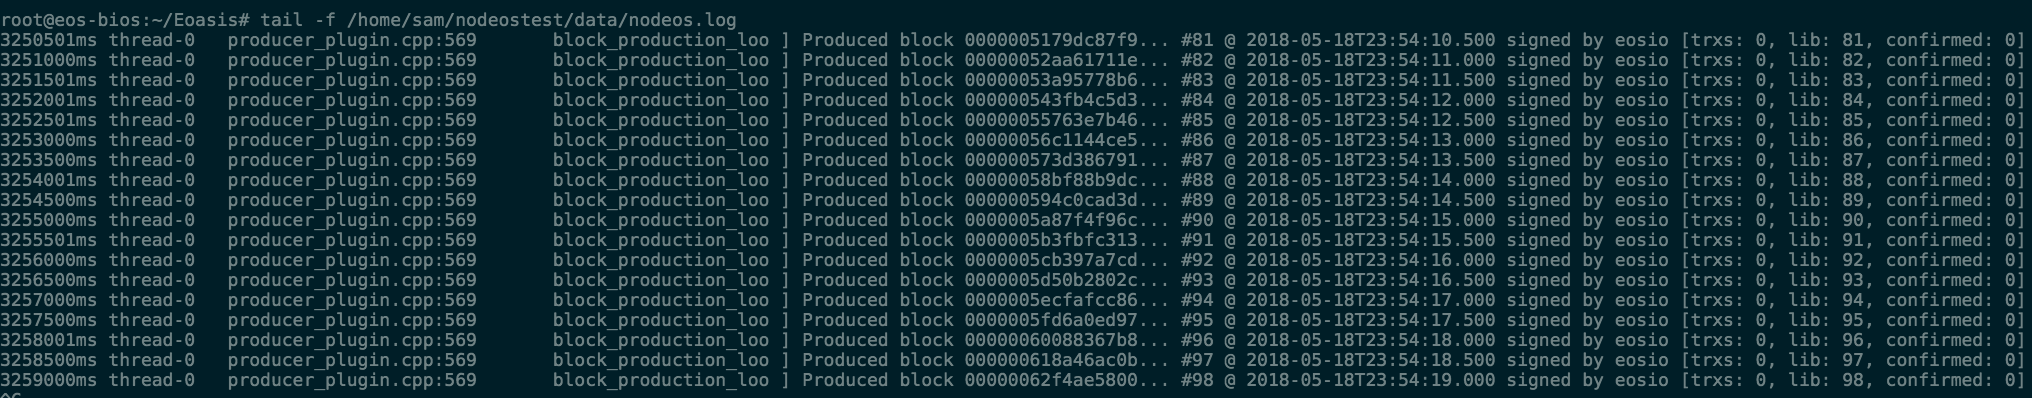 root@eos-bios:~/Eoasis# tail -f /home/sam/nodeostest/data/nodeos.log
3250501ms thread-0   producer_plugin.cpp:569       block_production_loo ] Produced block 0000005179dc87f9... #81 @ 2018-05-18T23:54:10.500 signed by eosio [trxs: 0, lib: 81, confirmed: 0]
3251000ms thread-0   producer_plugin.cpp:569       block_production_loo ] Produced block 00000052aa61711e... #82 @ 2018-05-18T23:54:11.000 signed by eosio [trxs: 0, lib: 82, confirmed: 0]
3251501ms thread-0   producer_plugin.cpp:569       block_production_loo ] Produced block 00000053a95778b6... #83 @ 2018-05-18T23:54:11.500 signed by eosio [trxs: 0, lib: 83, confirmed: 0]
3252001ms thread-0   producer_plugin.cpp:569       block_production_loo ] Produced block 000000543fb4c5d3... #84 @ 2018-05-18T23:54:12.000 signed by eosio [trxs: 0, lib: 84, confirmed: 0]
3252501ms thread-0   producer_plugin.cpp:569       block_production_loo ] Produced block 00000055763e7b46... #85 @ 2018-05-18T23:54:12.500 signed by eosio [trxs: 0, lib: 85, confirmed: 0]
3253000ms thread-0   producer_plugin.cpp:569       block_production_loo ] Produced block 00000056c1144ce5... #86 @ 2018-05-18T23:54:13.000 signed by eosio [trxs: 0, lib: 86, confirmed: 0]
3253500ms thread-0   producer_plugin.cpp:569       block_production_loo ] Produced block 000000573d386791... #87 @ 2018-05-18T23:54:13.500 signed by eosio [trxs: 0, lib: 87, confirmed: 0]
3254001ms thread-0   producer_plugin.cpp:569       block_production_loo ] Produced block 00000058bf88b9dc... #88 @ 2018-05-18T23:54:14.000 signed by eosio [trxs: 0, lib: 88, confirmed: 0]
3254500ms thread-0   producer_plugin.cpp:569       block_production_loo ] Produced block 000000594c0cad3d... #89 @ 2018-05-18T23:54:14.500 signed by eosio [trxs: 0, lib: 89, confirmed: 0]
3255000ms thread-0   producer_plugin.cpp:569       block_production_loo ] Produced block 0000005a87f4f96c... #90 @ 2018-05-18T23:54:15.000 signed by eosio [trxs: 0, lib: 90, confirmed: 0]
3255501ms thread-0   producer_plugin.cpp:569       block_production_loo ] Produced block 0000005b3fbfc313... #91 @ 2018-05-18T23:54:15.500 signed by eosio [trxs: 0, lib: 91, confirmed: 0]
3256000ms thread-0   producer_plugin.cpp:569       block_production_loo ] Produced block 0000005cb397a7cd... #92 @ 2018-05-18T23:54:16.000 signed by eosio [trxs: 0, lib: 92, confirmed: 0]
3256500ms thread-0   producer_plugin.cpp:569       block_production_loo ] Produced block 0000005d50b2802c... #93 @ 2018-05-18T23:54:16.500 signed by eosio [trxs: 0, lib: 93, confirmed: 0]
3257000ms thread-0   producer_plugin.cpp:569       block_production_loo ] Produced block 0000005ecfafcc86... #94 @ 2018-05-18T23:54:17.000 signed by eosio [trxs: 0, lib: 94, confirmed: 0]
3257500ms thread-0   producer_plugin.cpp:569       block_production_loo ] Produced block 0000005fd6a0ed97... #95 @ 2018-05-18T23:54:17.500 signed by eosio [trxs: 0, lib: 95, confirmed: 0]
3258001ms thread-0   producer_plugin.cpp:569       block_production_loo ] Produced block 00000060088367b8... #96 @ 2018-05-18T23:54:18.000 signed by eosio [trxs: 0, lib: 96, confirmed: 0]
3258500ms thread-0   producer_plugin.cpp:569       block_production_loo ] Produced block 000000618a46ac0b... #97 @ 2018-05-18T23:54:18.500 signed by eosio [trxs: 0, lib: 97, confirmed: 0]
3259000ms thread-0   producer_plugin.cpp:569       block_production_loo ] Produced block 00000062f4ae5800... #98 @ 2018-05-18T23:54:19.000 signed by eosio [trxs: 0, lib: 98, confirmed: 0]